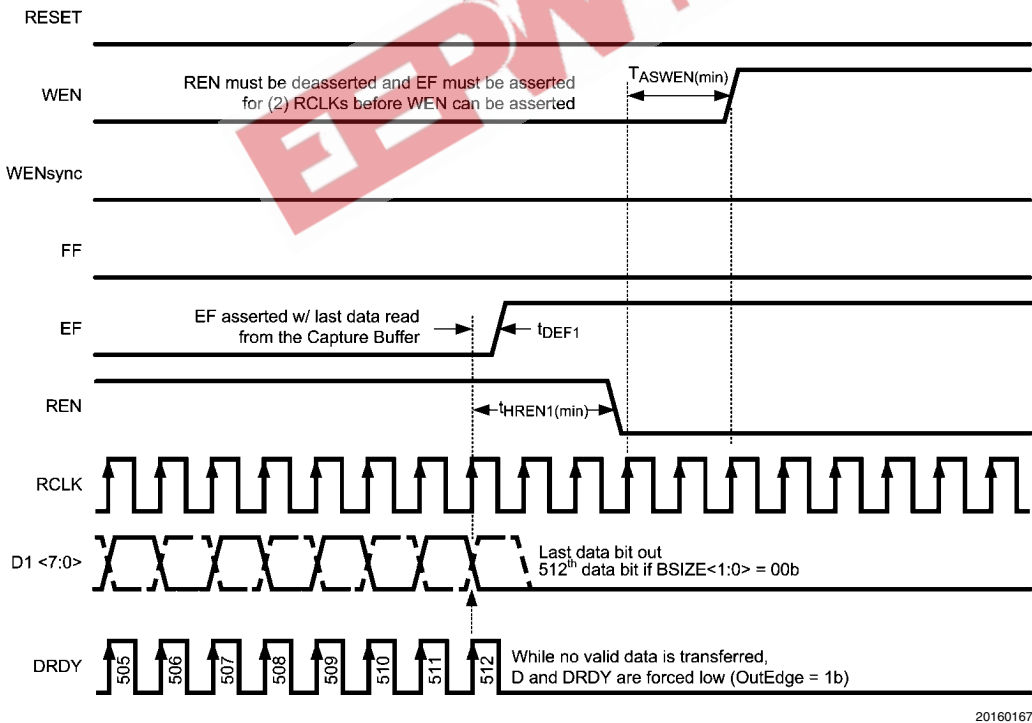 RESET
WEN
REN must be deasserted and EF must be asserted
for (2) RCLKs before WEN can be asserted
TASWEN(min)
WENsync
FF
EF
EF asserted w/ last data read
from the Capture Buffer
tDEF1
REN
tHREN1(min)
RCLK
D1 <7:0>
Last data bit out
512th data bit if BSIZE<1:0> = 00b
DRDY
505
506
507
508
509
510
511
512
While no valid data is transferred,
D and DRDY are forced low (OutEdge = 1b)
20160167